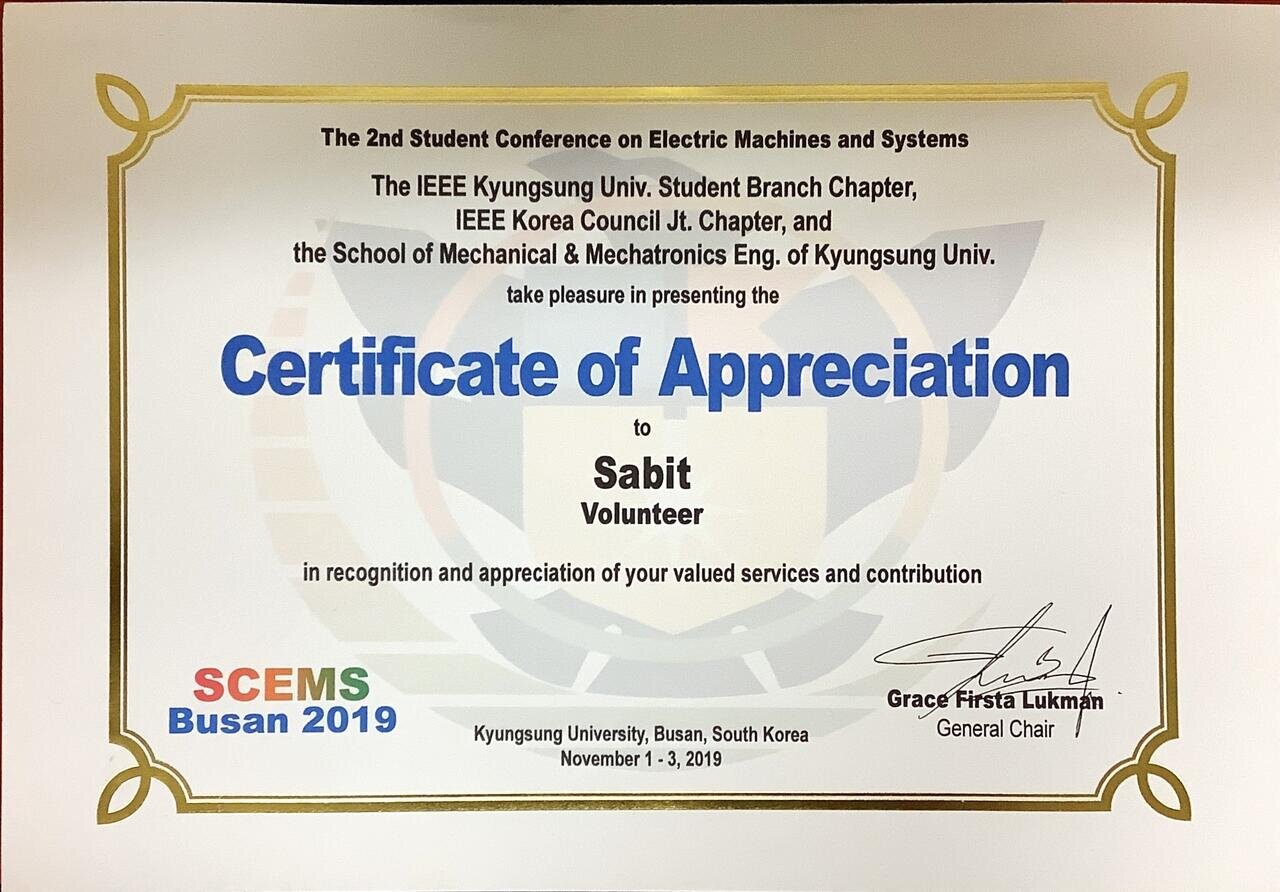 The 2nd Student Conference on Electric Machines and Systems
The IEEE Kyungsung Univ. Student Branch Chapter,
IEEE Korea Council Jt. Chapter, and
the School of Mechanical & Mechatronics Eng. of Kyungsung Univ.
take pleasure in presenting the
Certificate of Appreciation
to
Sabit
Volunteer
in recognition and appreciation of your valued services and contribution
SCEMS
Busan 2019
Kyungsung University, Busan, South Korea
November 1 - 3, 2019
Grace Firsta Lukman
General Chair